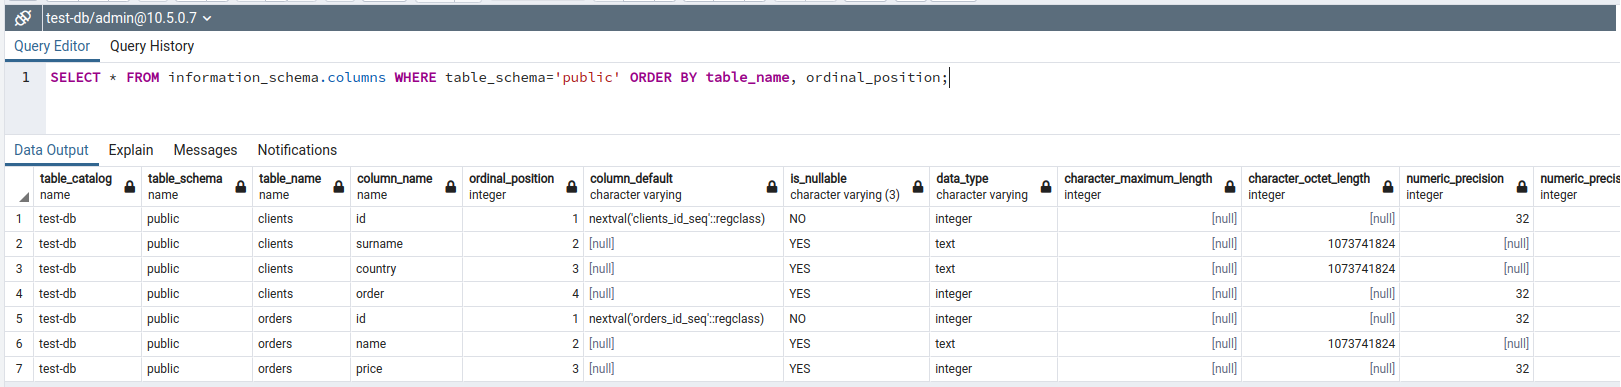 test-db/admin@10.5.0.7
Query Editor Query History
1 SELECT * FROM information_schema.columns WHERE table_schema='public' ORDER BY table_name, ordinal_position;
Data Output Explain Messages Notifications
table_catalog table_schema table_name column_name ordinal_position column_default is_nullable data_type character_maximum_length character_octet_length numeric_precision numeric_precis
name name name name integer character varying character varying (3) character varying integer integer integer integer
1 test-db public clients id 1 nextval('clients_id_seq'::regclass) NO integer [null] [null] 32
2 test-db public clients surname 2 [null] YES text [null] 1073741824 [null]
3 test-db public clients country 3 [null] YES text [null] 1073741824 [null]
4 test-db public clients order 4 [null] YES integer [null] [null] 32
5 test-db public orders id 1 nextval('orders_id_seq'::regclass) NO integer [null] [null] 32
6 test-db public orders name 2 [null] YES text [null] 1073741824 [null]
7 test-db public orders price 3 [null] YES integer [null] [null] 32